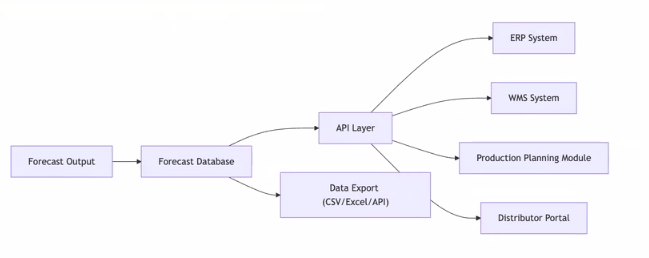 Forecast Output
Forecast Database
API Layer
Data Export
(CSV/Excel/API)
ERP System
WMS System
Production Planning Module
Distributor Portal